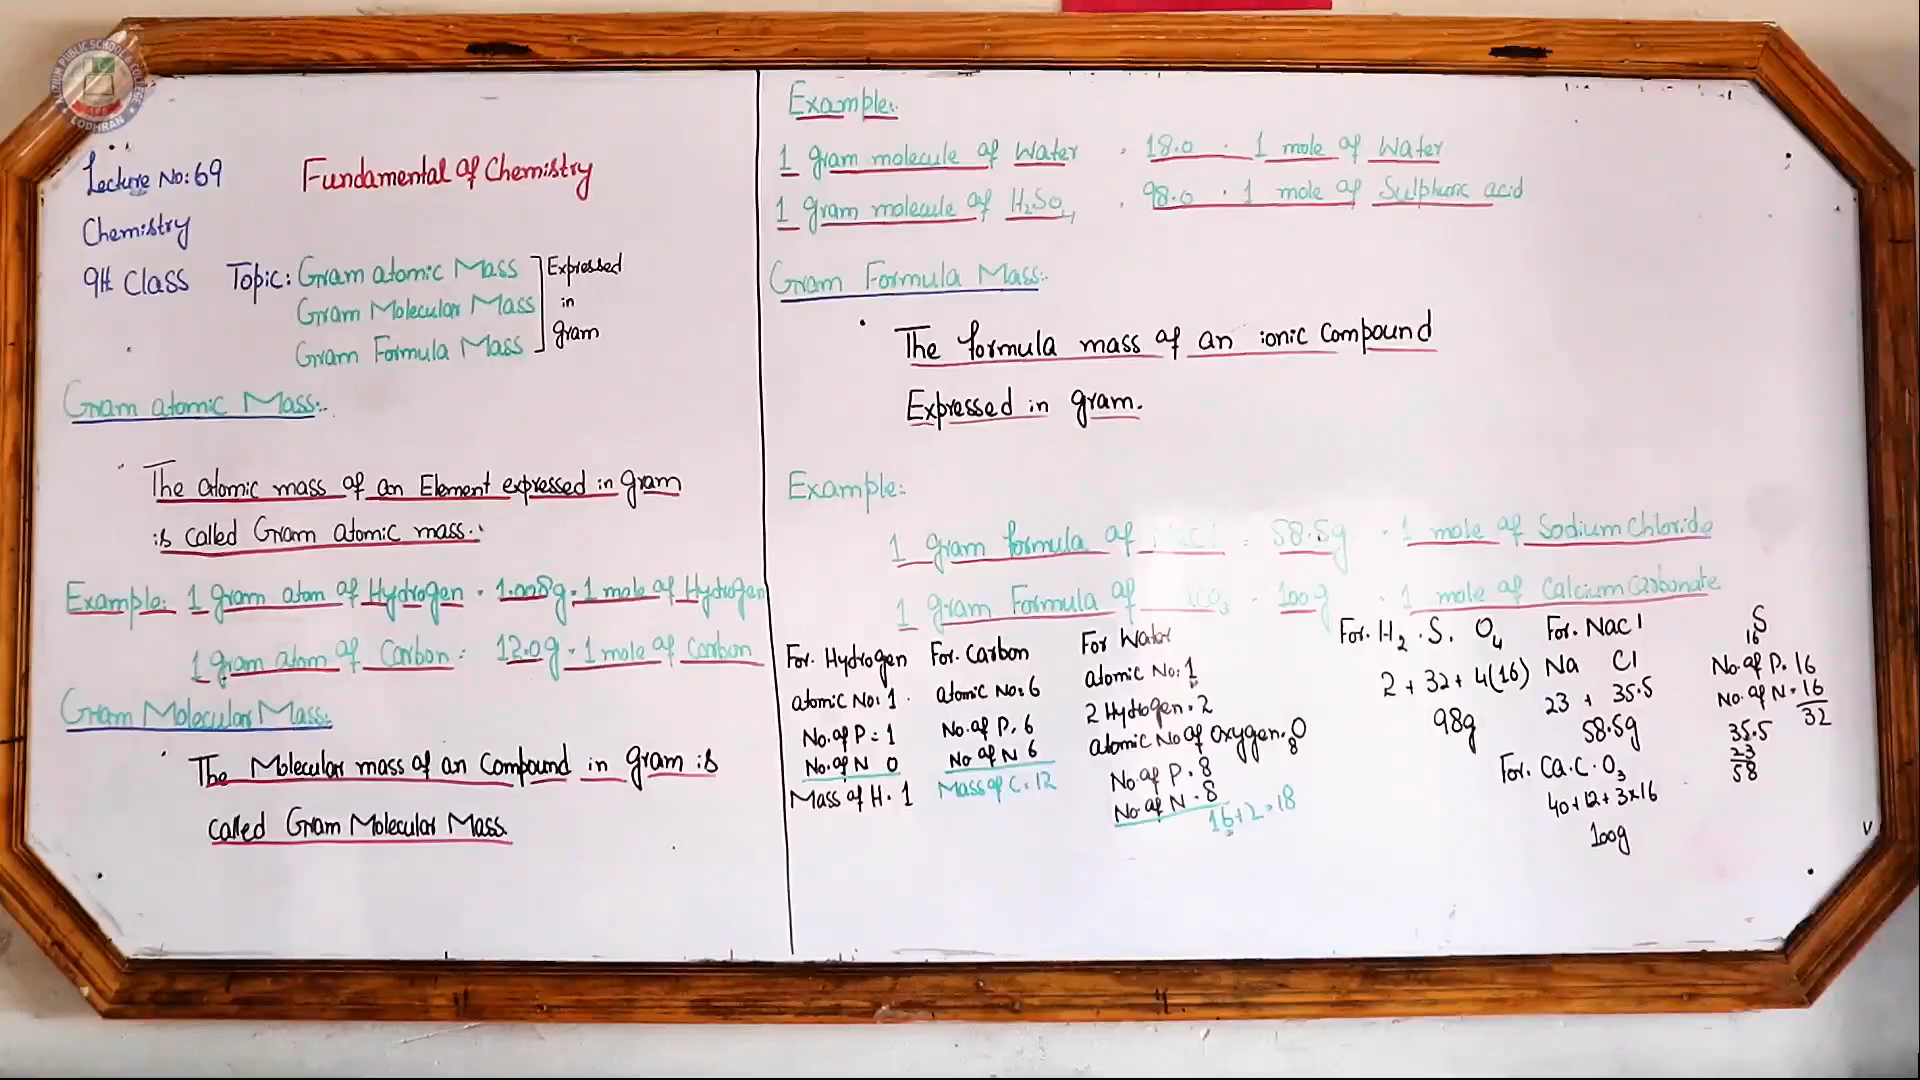 ALIZIUM PUBLIC SCHOOL & COLLEGE
LODHRAN
Lecture No: 69
Fundamental of Chemistry
Chemistry
9th Class
Topic: Gram atomic Mass
Gram Molecular Mass
Gram Formula Mass
Expressed
in
gram
Gram atomic Mass:.
The atomic mass of an Element expressed in gram
is called Gram atomic mass..
Example: 1 gram atom of Hydrogen = 1.008g = 1 mole of Hydrogen
1 gram atom of Carbon = 12.0g = 1 mole of Carbon
Gram Molecular Mass:
The Molecular mass of an Compound in gram is
called Gram Molecular Mass.
Example:.
1 gram molecule of Water = 18.0 = 1 mole of Water
1 gram molecule of H₂SO₄ = 98.0 = 1 mole of Sulphuric acid
Gram Formula Mass:.
The formula mass of an ionic compound
Expressed in gram.
Example:
1 gram formula of = 58.5g = 1 mole of Sodium Chloride
1 gram Formula of CO₃ = 100g = 1 mole of Calcium Carbonate
For. Hydrogen
atomic No: 1
No. of P = 1
No. of N 0
Mass of H = 1
For. Carbon
atomic No: 6
No. of P. 6
No of N 6
Mass of C = 12
For Water
atomic No: 1
2 Hydrogen = 2
atomic No of Oxygen = O
8
No. of P = 8
No. of N = 8
16+2=18
For. H₂ . S . O₄
2 + 32 + 4(16)
98g
For. NaCl
Na Cl
23 + 35.5
58.5g
For. Ca.C.O₃
40+12+3×16
100g
S
16
No. of P. 16
No. of N = 16
32
35.5
23
58